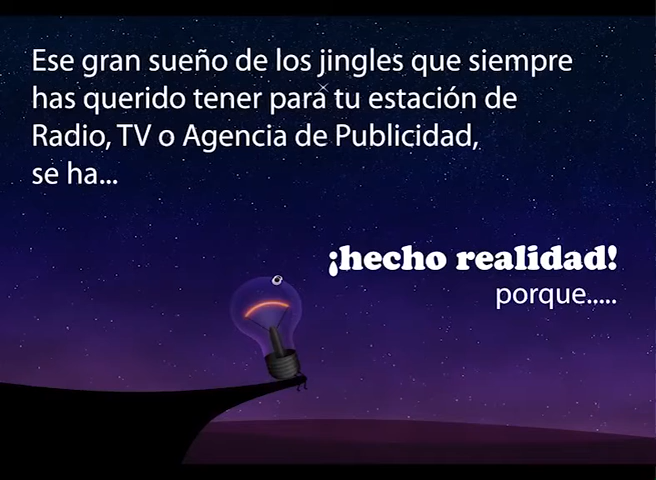 Ese gran sueño de los jingles que siempre
has querido tener para tu estación de
Radio, TV o Agencia de Publicidad,
se ha...
¡hecho realidad!
porque.....